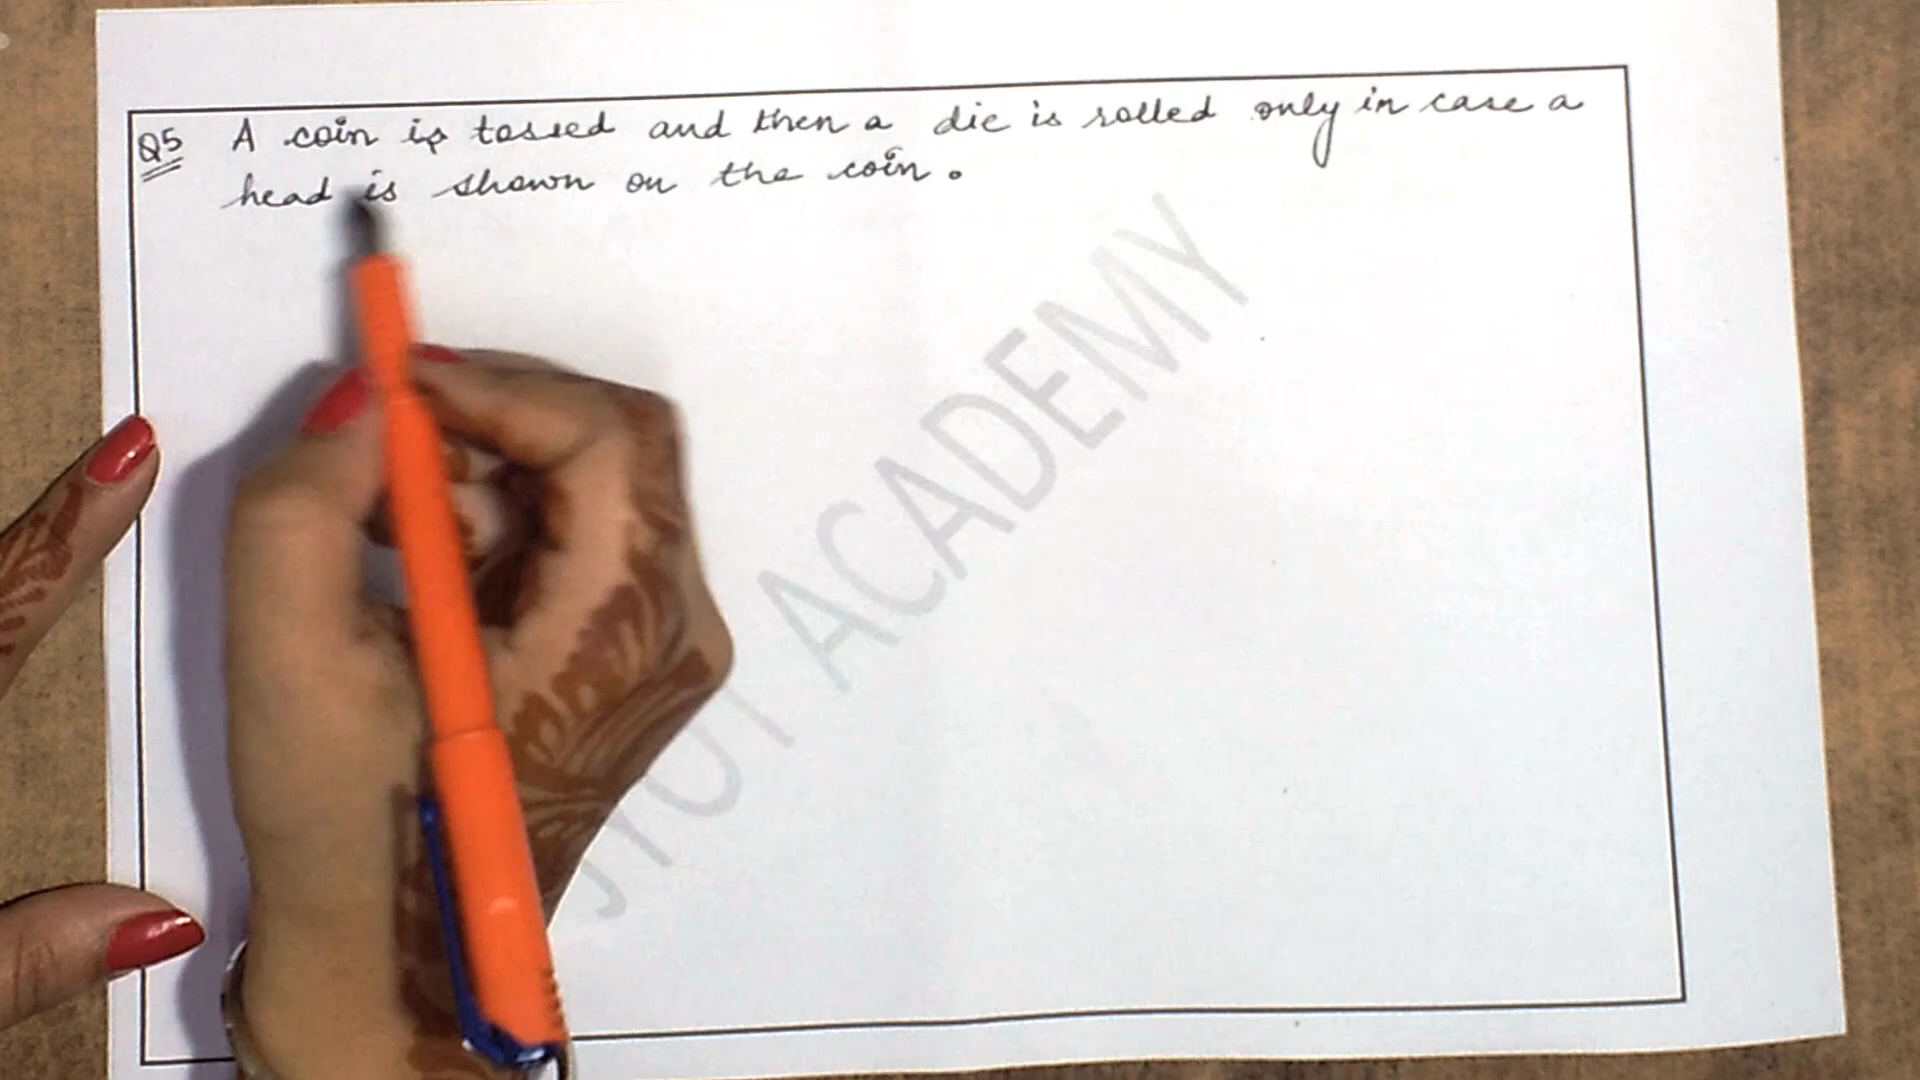 Q5 A coin is tossed and then a die is rolled only in case a
head is shown on the coin.
JYOT ACADEMY